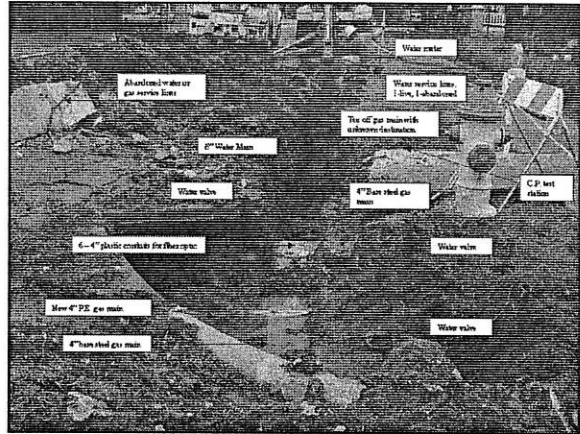 Water meter
Abandoned water or
gas service lines
Water service lines,
1-live, 1-abandoned
Tee off gas main with
unknown destination
8" Water Main
Water valve
4" Bare steel gas
main
C.P. test
station
6 – 4" plastic conduits for fiber optic
Water valve
New 4" P.E. gas main
Water valve
4" bare steel gas main